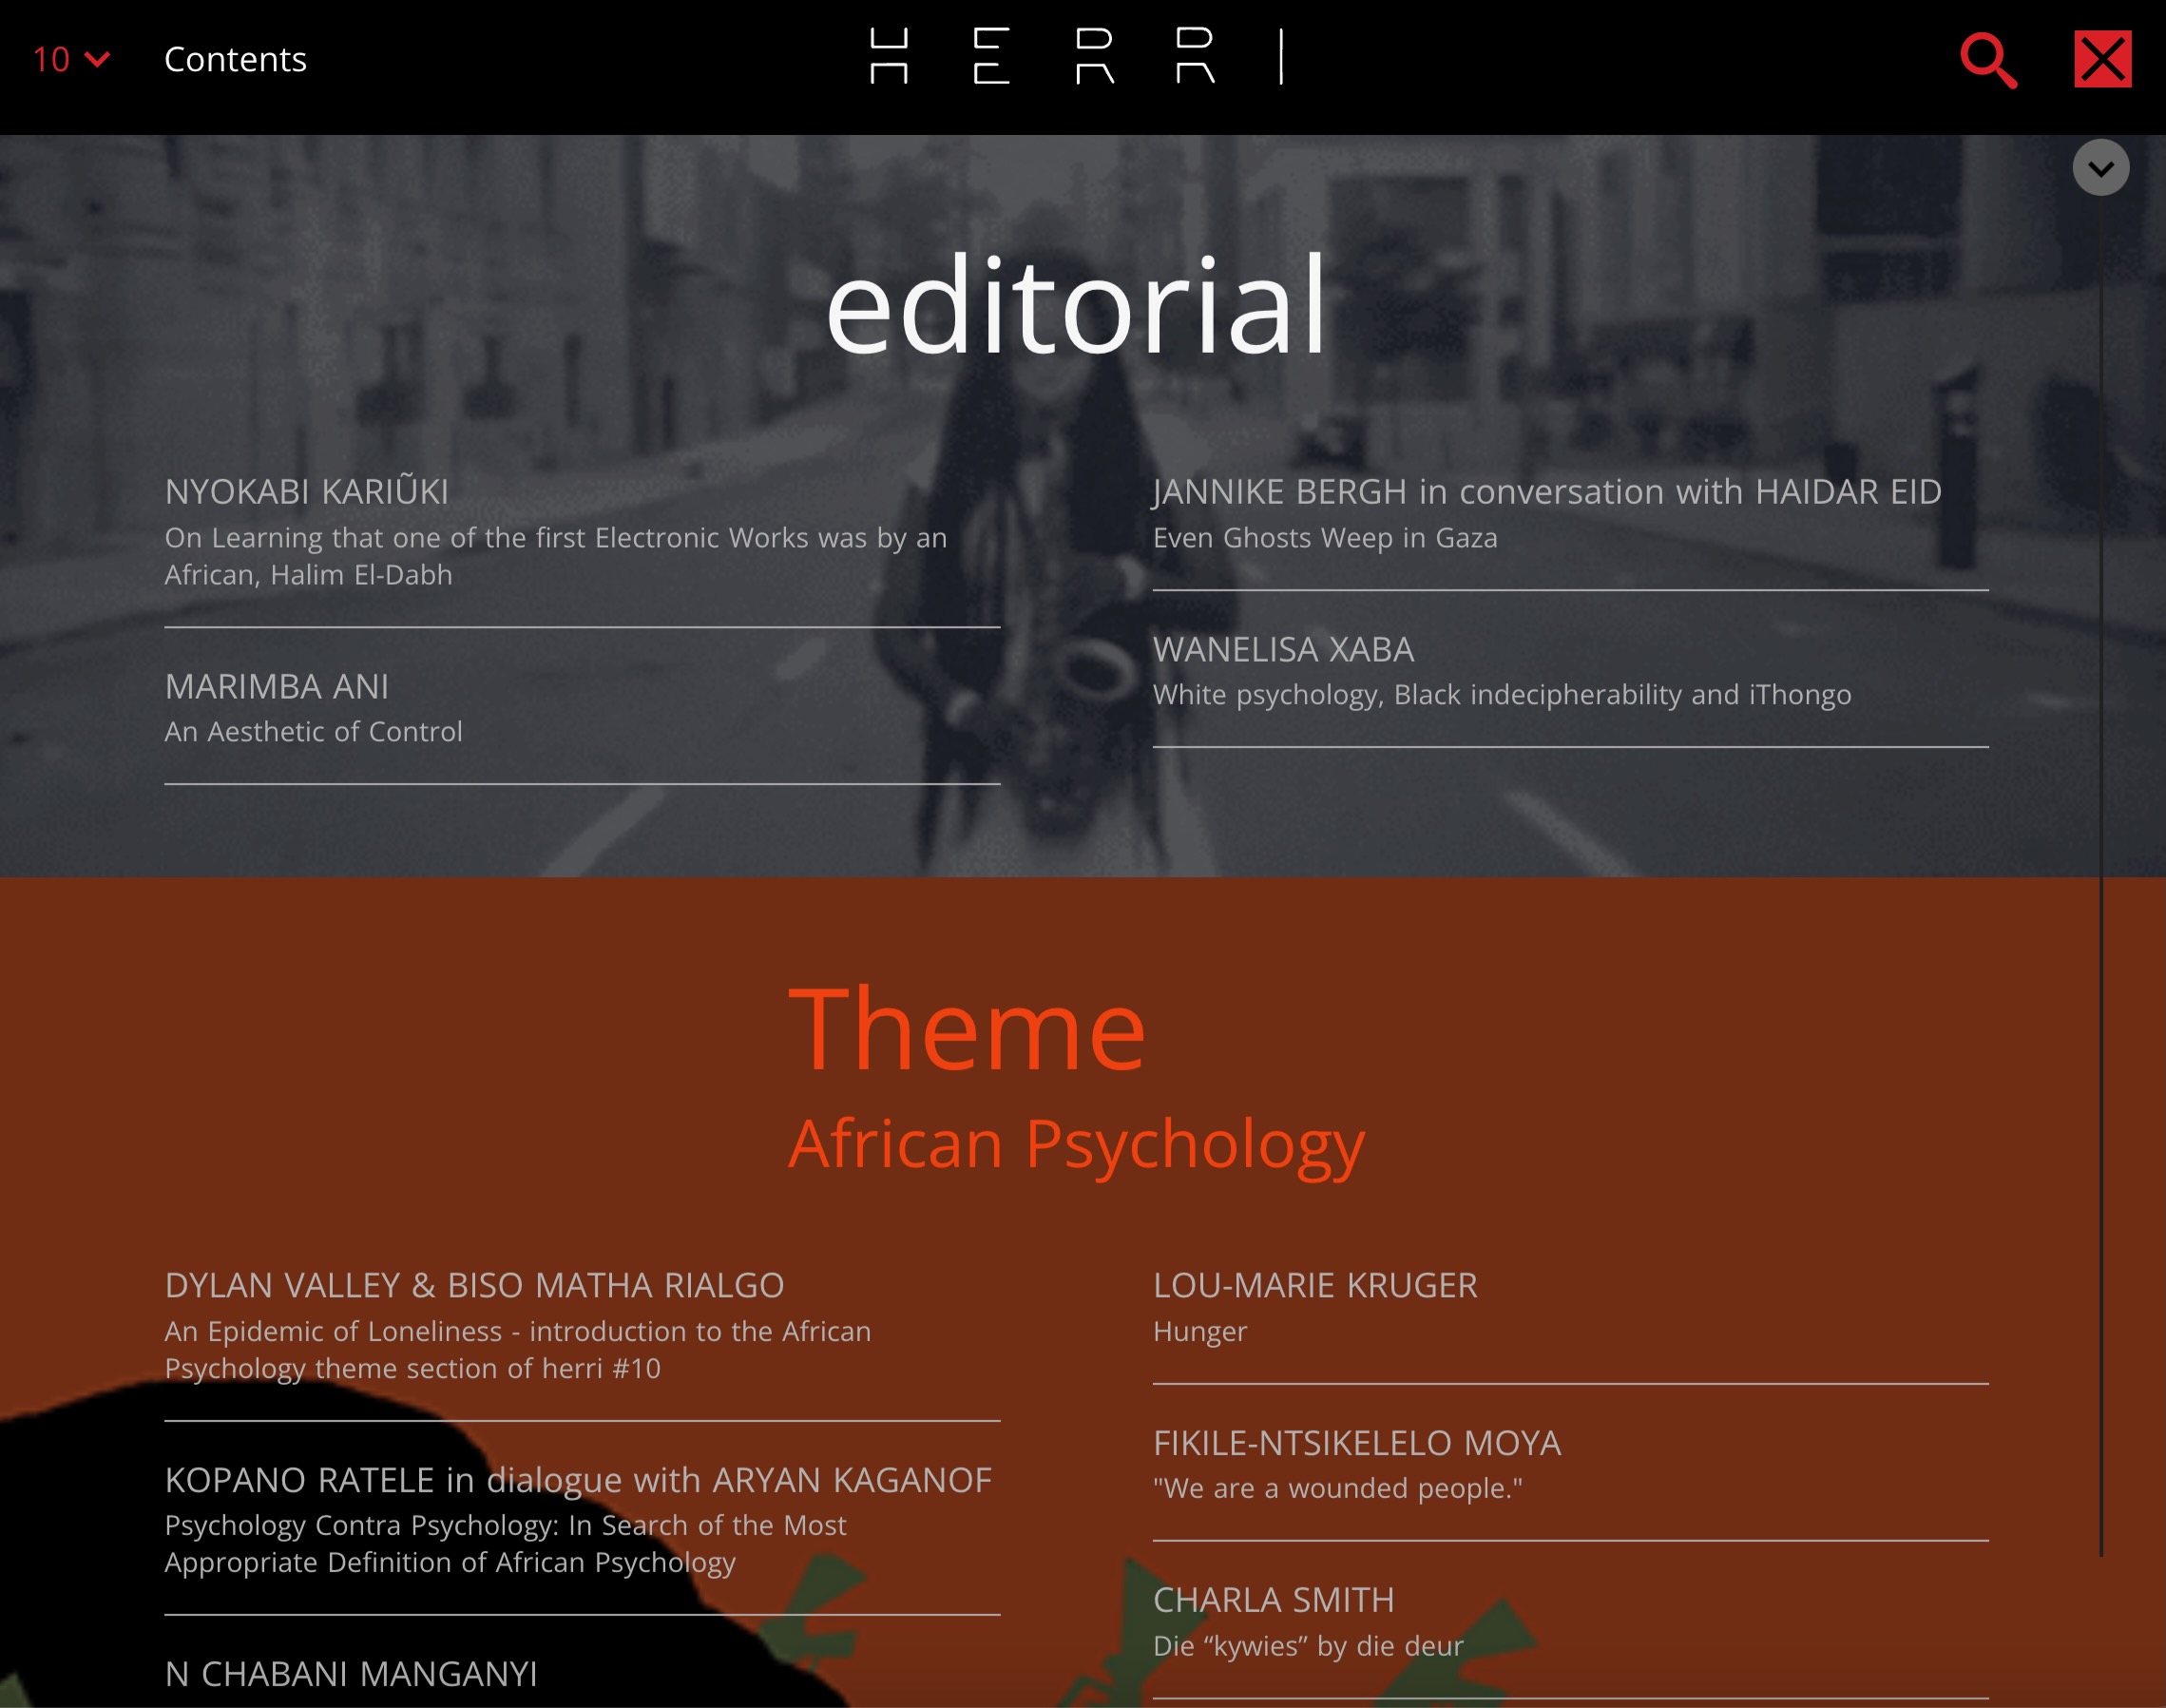 10
Contents
HERRI
editorial
NYOKABI KARIŨKI
On Learning that one of the first Electronic Works was by an
African, Halim El-Dabh
MARIMBA ANI
An Aesthetic of Control
JANNIKE BERGH in conversation with HAIDAR EID
Even Ghosts Weep in Gaza
WANELISA XABA
White psychology, Black indecipherability and iThongo
Theme
African Psychology
DYLAN VALLEY & BISO MATHA RIALGO
An Epidemic of Loneliness - introduction to the African
Psychology theme section of herri #10
KOPANO RATELE in dialogue with ARYAN KAGANOF
Psychology Contra Psychology: In Search of the Most
Appropriate Definition of African Psychology
N CHABANI MANGANYI
LOU-MARIE KRUGER
Hunger
FIKILE-NTSIKELELO MOYA
"We are a wounded people."
CHARLA SMITH
Die “kywies” by die deur